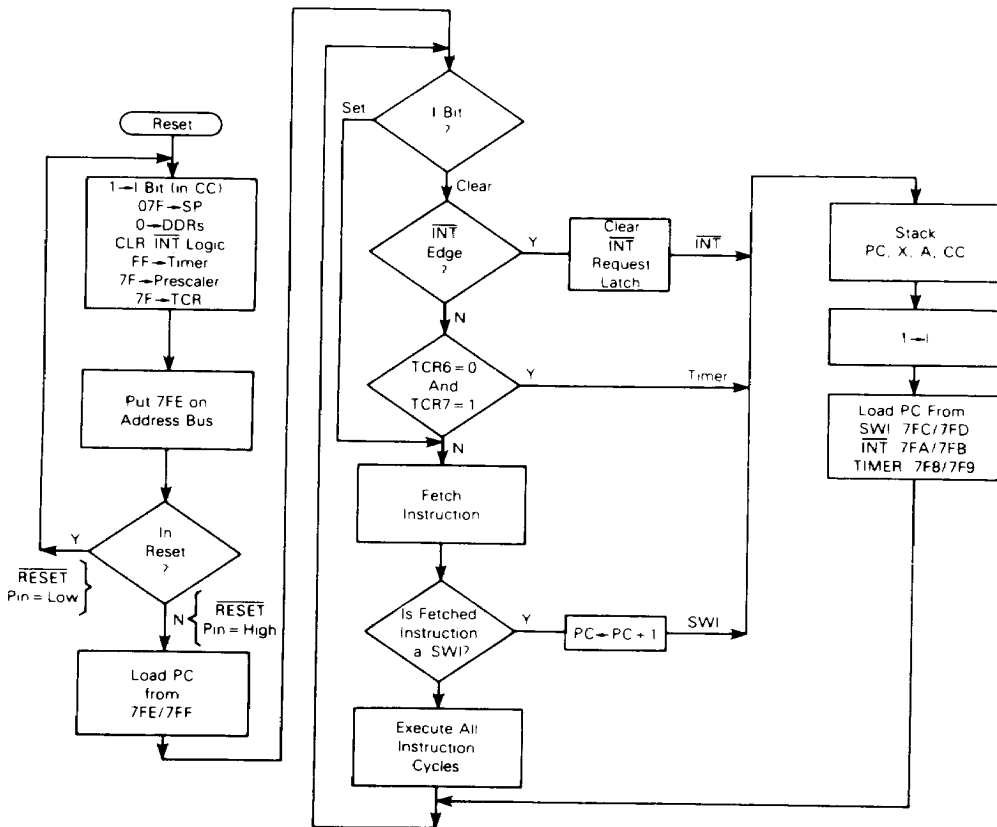 Reset
1→I Bit (in CC)
07F→SP
0→DDRs
CLR INT Logic
FF→Timer
7F→Prescaler
7F→TCR
Put 7FE on
Address Bus
In
Reset
?
Y
RESET
Pin = Low
N
RESET
Pin = High
Load PC
from
7FE/7FF
I Bit
?
Set
Clear
INT
Edge
?
Y
Clear
INT
Request
Latch
INT
N
TCR6 = 0
And
TCR7 = 1
Y
Timer
N
Fetch
Instruction
Is Fetched
Instruction
a SWI?
Y
PC←PC + 1
SWI
Execute All
Instruction
Cycles
Stack
PC, X, A, CC
1→I
Load PC From
SWI 7FC/7FD
INT 7FA/7FB
TIMER 7F8/7F9